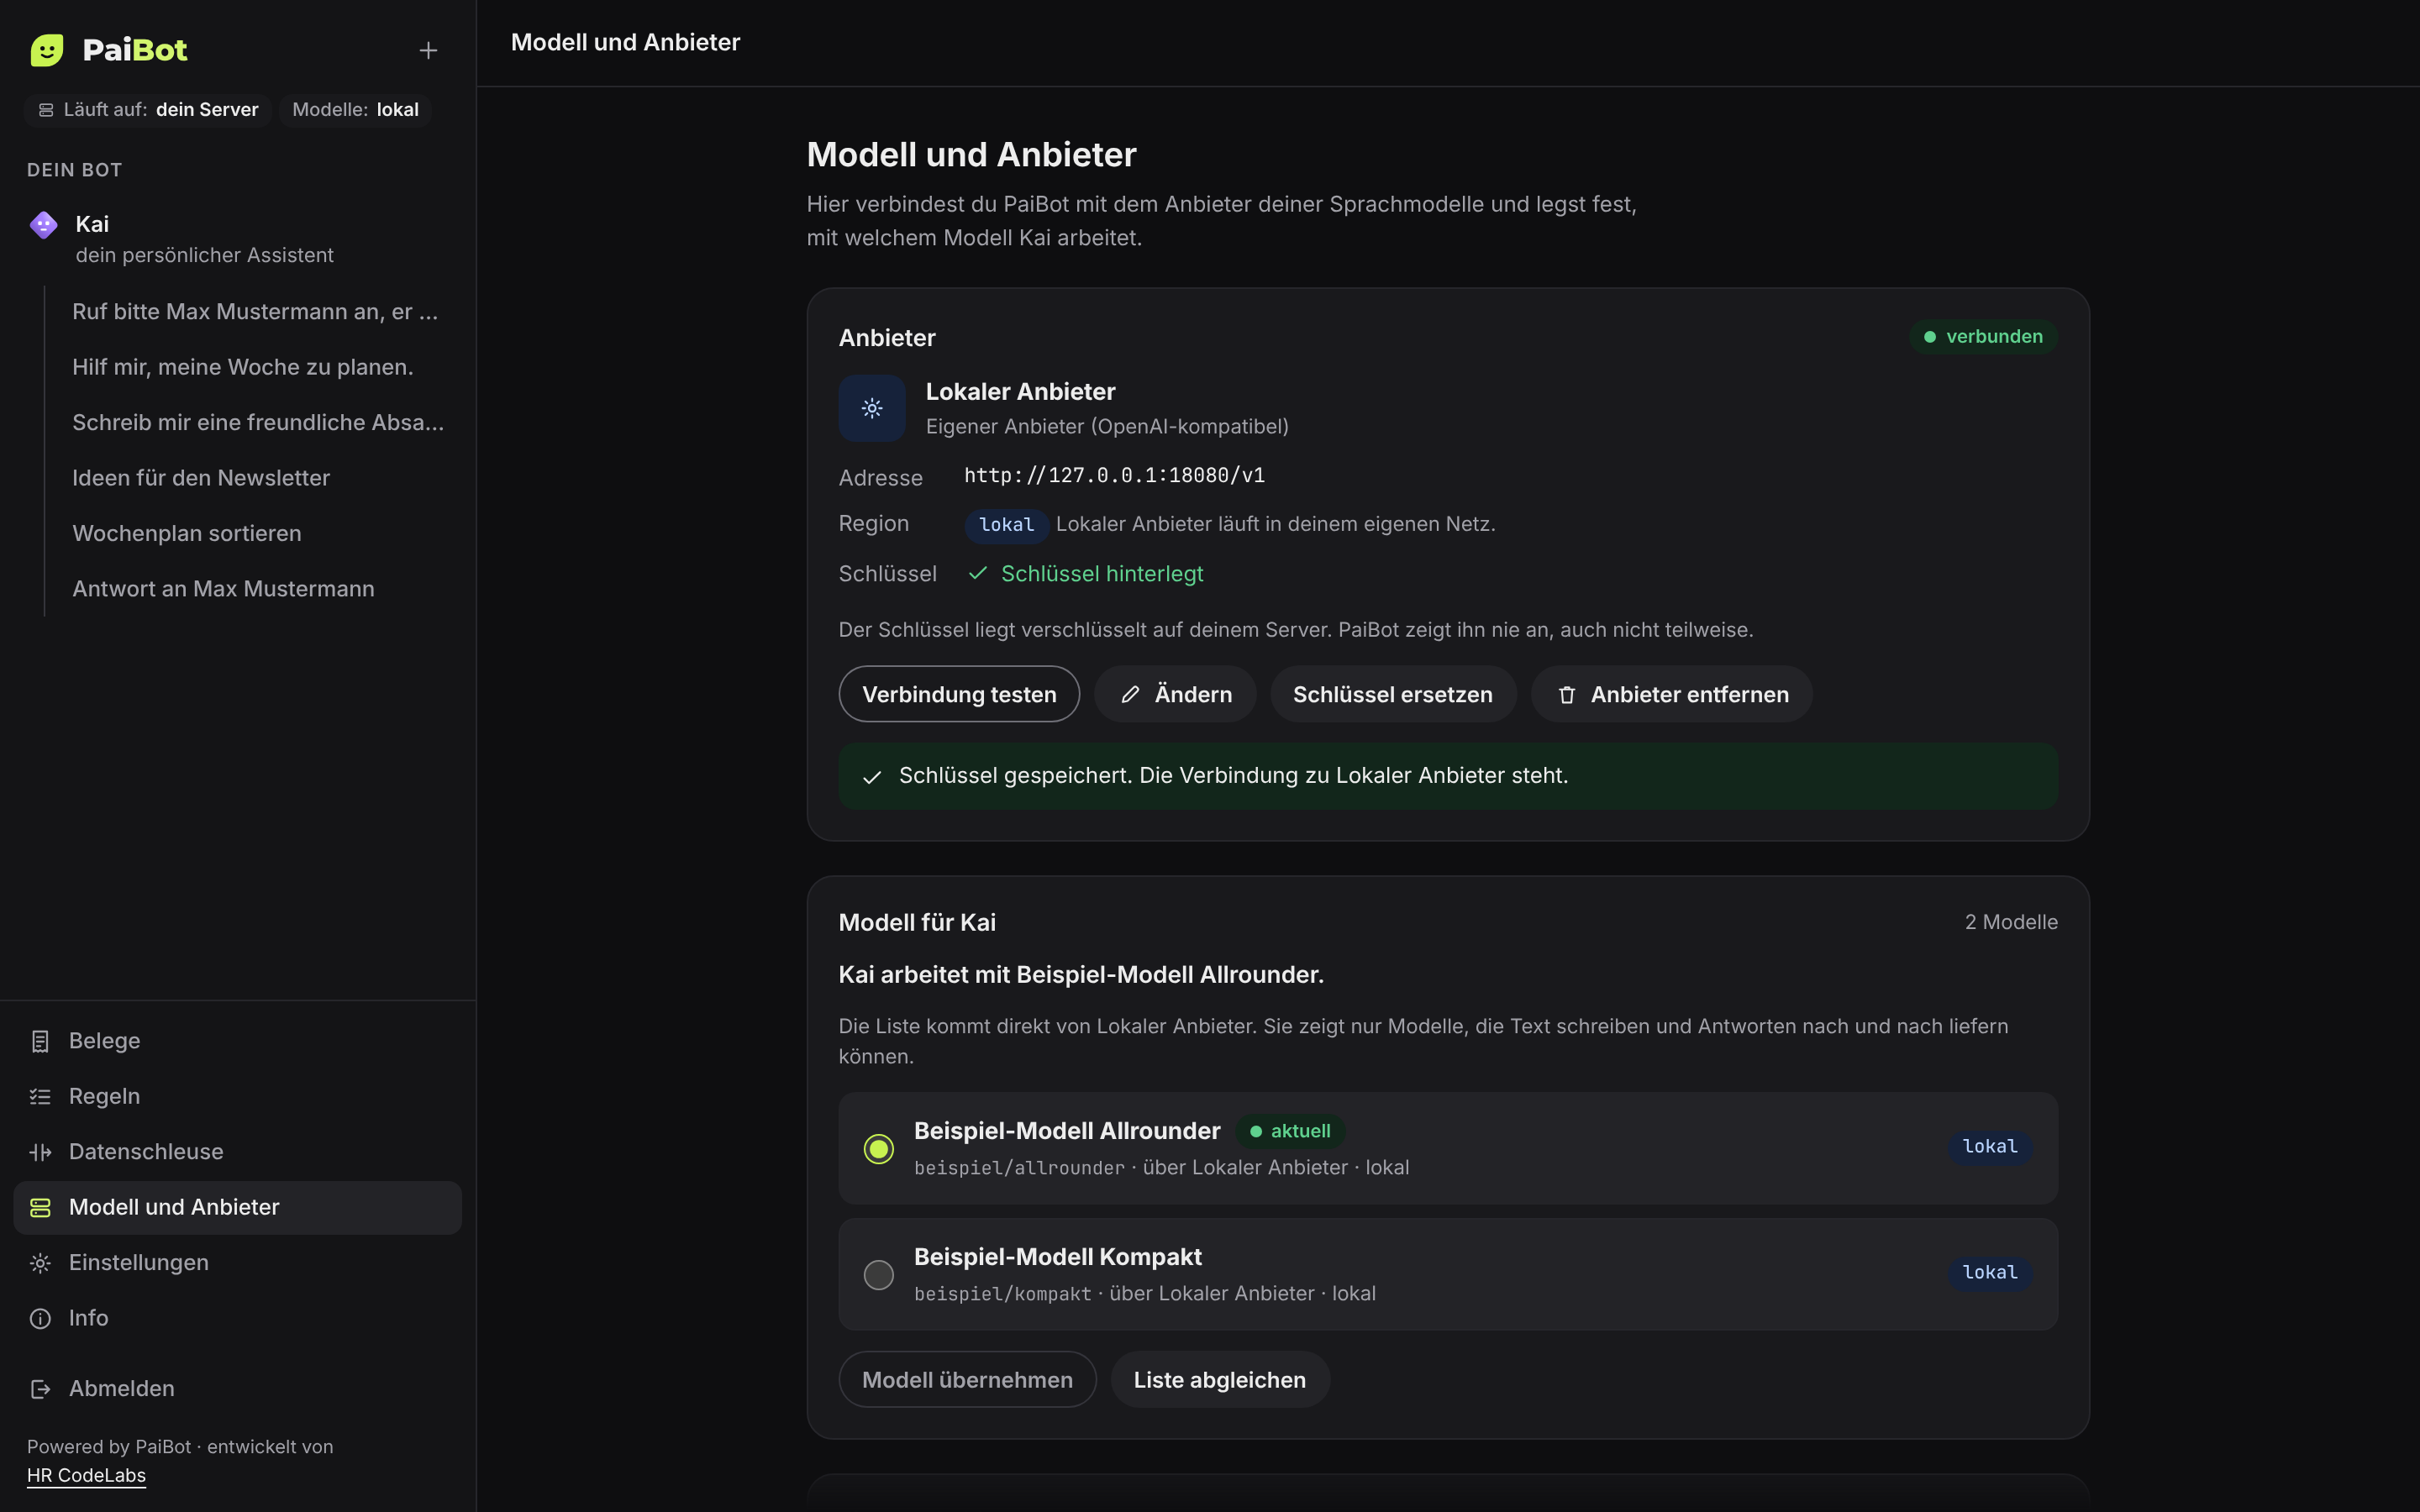 PaiBot
Läuft auf: dein Server
Modelle: lokal
DEIN BOT
Kai
dein persönlicher Assistent
Ruf bitte Max Mustermann an, er ...
Hilf mir, meine Woche zu planen.
Schreib mir eine freundliche Absa...
Ideen für den Newsletter
Wochenplan sortieren
Antwort an Max Mustermann
Belege
Regeln
Datenschleuse
Modell und Anbieter
Einstellungen
Info
Abmelden
Powered by PaiBot · entwickelt von
HR CodeLabs
Modell und Anbieter
Modell und Anbieter
Hier verbindest du PaiBot mit dem Anbieter deiner Sprachmodelle und legst fest,
mit welchem Modell Kai arbeitet.
Anbieter
verbunden
Lokaler Anbieter
Eigener Anbieter (OpenAI-kompatibel)
Adresse http://127.0.0.1:18080/v1
Region lokal Lokaler Anbieter läuft in deinem eigenen Netz.
Schlüssel Schlüssel hinterlegt
Der Schlüssel liegt verschlüsselt auf deinem Server. PaiBot zeigt ihn nie an, auch nicht teilweise.
Verbindung testen
Ändern
Schlüssel ersetzen
Anbieter entfernen
Schlüssel gespeichert. Die Verbindung zu Lokaler Anbieter steht.
Modell für Kai
2 Modelle
Kai arbeitet mit Beispiel-Modell Allrounder.
Die Liste kommt direkt von Lokaler Anbieter. Sie zeigt nur Modelle, die Text schreiben und Antworten nach und nach liefern
können.
Beispiel-Modell Allrounder aktuell
beispiel/allrounder · über Lokaler Anbieter · lokal
lokal
Beispiel-Modell Kompakt
beispiel/kompakt · über Lokaler Anbieter · lokal
lokal
Modell übernehmen
Liste abgleichen